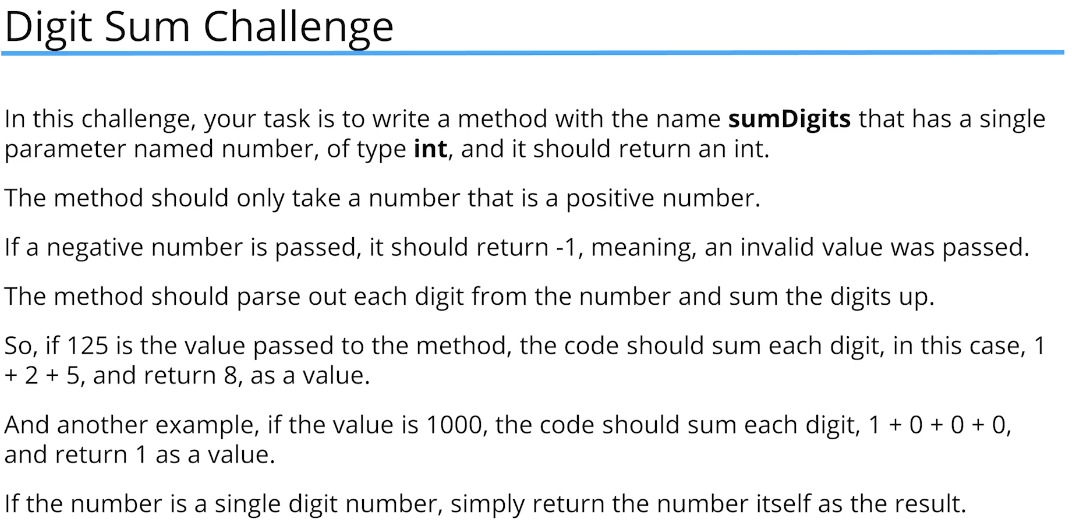 Digit Sum Challenge
In this challenge, your task is to write a method with the name sumDigits that has a single
parameter named number, of type int, and it should return an int.
The method should only take a number that is a positive number.
If a negative number is passed, it should return -1, meaning, an invalid value was passed.
The method should parse out each digit from the number and sum the digits up.
So, if 125 is the value passed to the method, the code should sum each digit, in this case, 1
+ 2 + 5, and return 8, as a value.
And another example, if the value is 1000, the code should sum each digit, 1 + 0 + 0 + 0,
and return 1 as a value.
If the number is a single digit number, simply return the number itself as the result.